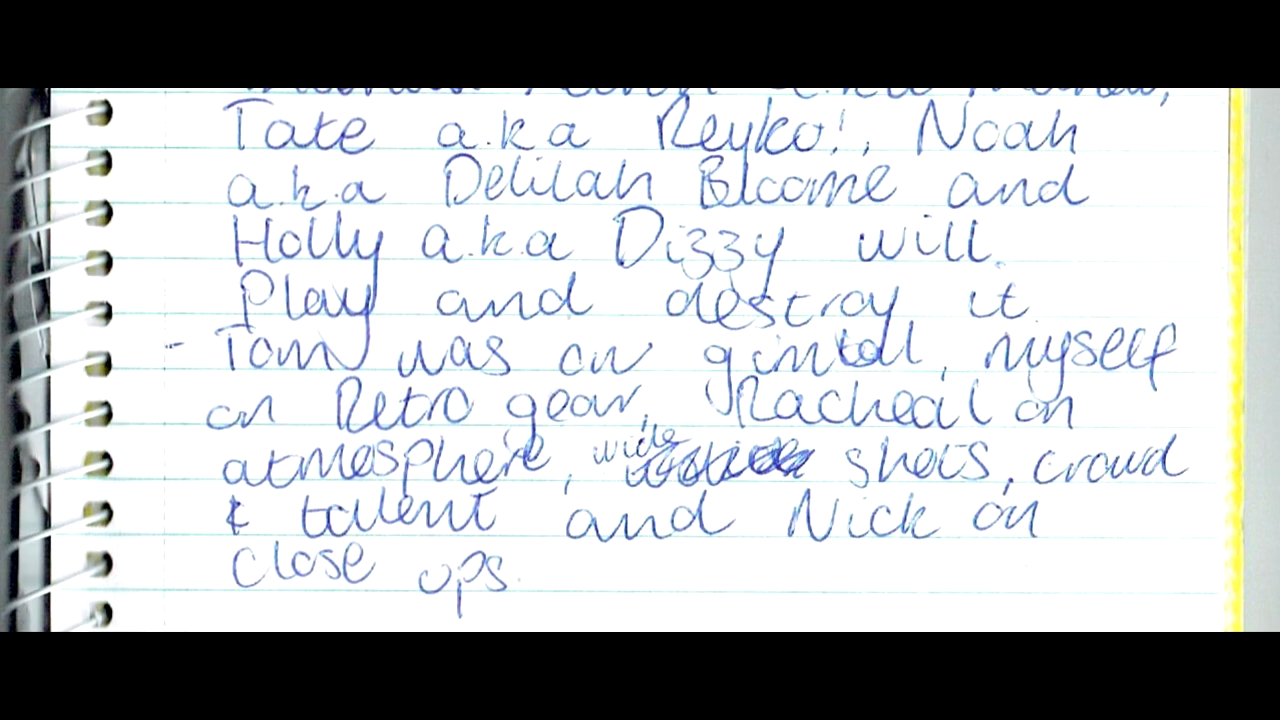 Tate a.k.a Reyko!, Noah
a.k.a Delilah Bloome and
Holly a.k.a Dizzy will
Play and destroy it
- Tom was on gimbal, myself
on Retro gear, Racheal on
atmosphere, wide shots, crowd
& talent and Nick on
close ups.